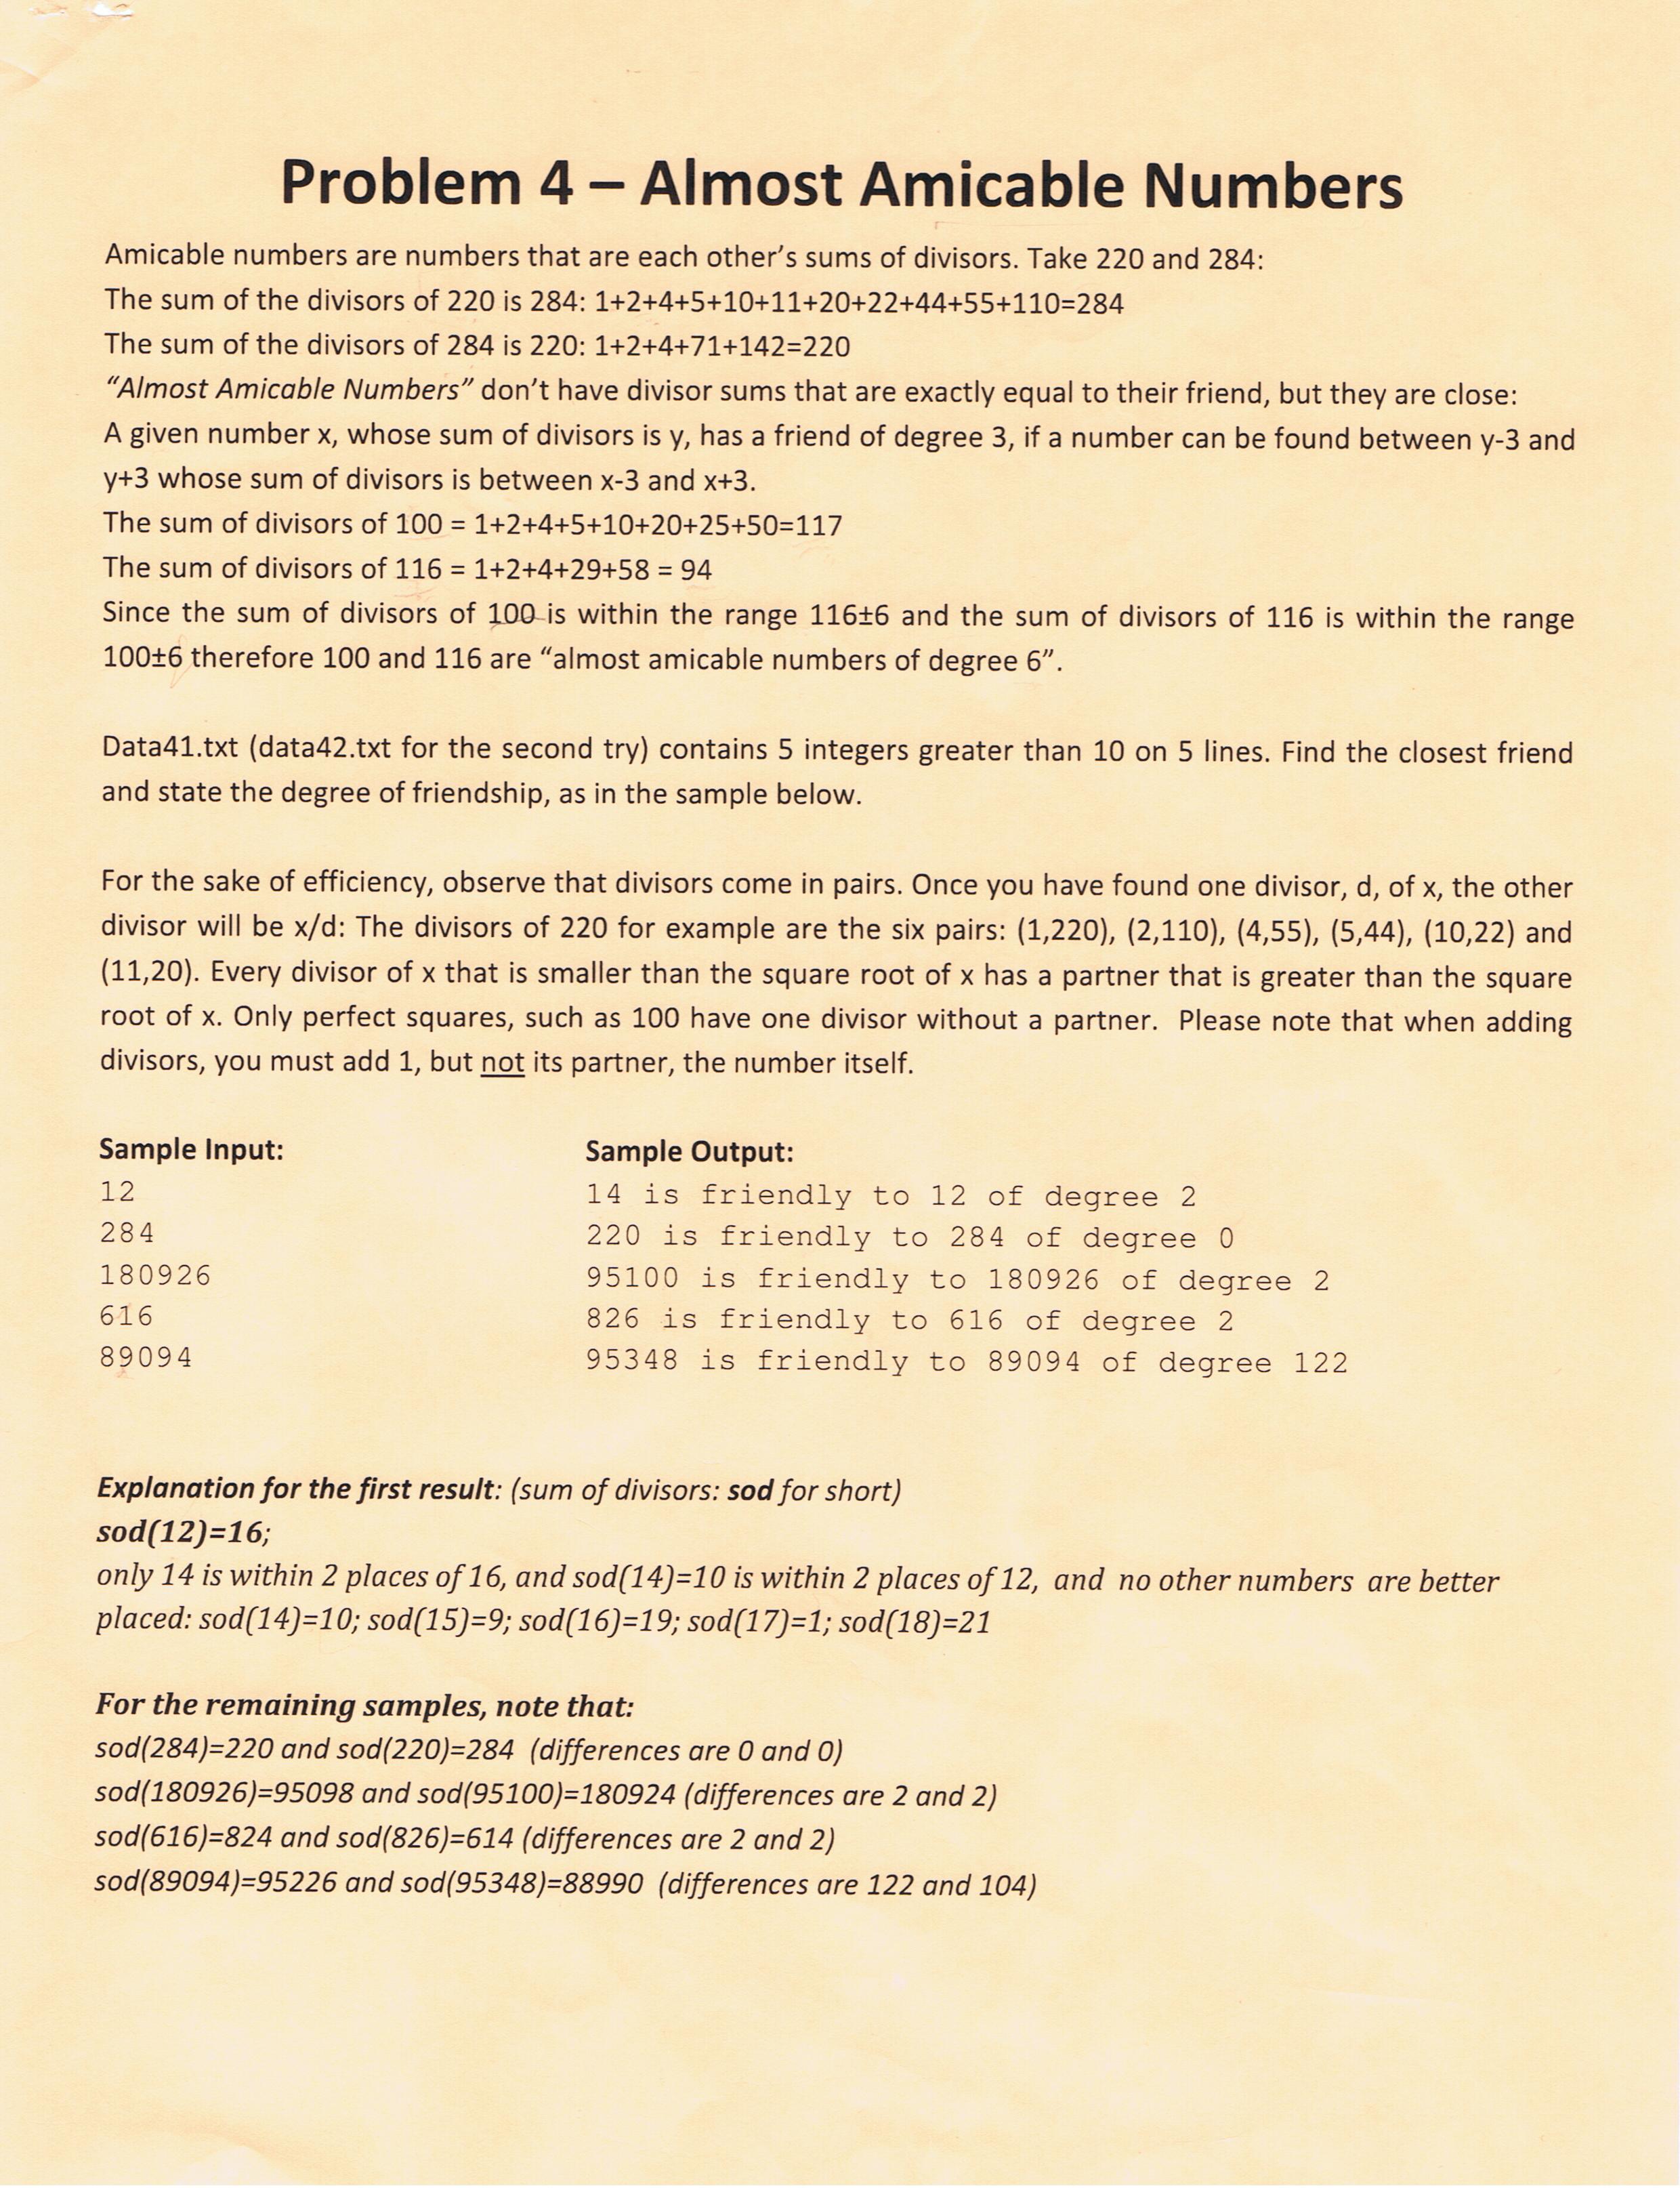 Problem 4 – Almost Amicable Numbers
Amicable numbers are numbers that are each other's sums of divisors. Take 220 and 284:
The sum of the divisors of 220 is 284: 1+2+4+5+10+11+20+22+44+55+110=284
The sum of the divisors of 284 is 220: 1+2+4+71+142=220
“Almost Amicable Numbers” don't have divisor sums that are exactly equal to their friend, but they are close:
A given number x, whose sum of divisors is y, has a friend of degree 3, if a number can be found between y-3 and
y+3 whose sum of divisors is between x-3 and x+3.
The sum of divisors of 100 = 1+2+4+5+10+20+25+50=117
The sum of divisors of 116 = 1+2+4+29+58 = 94
Since the sum of divisors of 100 is within the range 116±6 and the sum of divisors of 116 is within the range
100±6 therefore 100 and 116 are “almost amicable numbers of degree 6”.
Data41.txt (data42.txt for the second try) contains 5 integers greater than 10 on 5 lines. Find the closest friend
and state the degree of friendship, as in the sample below.
For the sake of efficiency, observe that divisors come in pairs. Once you have found one divisor, d, of x, the other
divisor will be x/d: The divisors of 220 for example are the six pairs: (1,220), (2,110), (4,55), (5,44), (10,22) and
(11,20). Every divisor of x that is smaller than the square root of x has a partner that is greater than the square
root of x. Only perfect squares, such as 100 have one divisor without a partner. Please note that when adding
divisors, you must add 1, but not its partner, the number itself.
Sample Input:
12
284
180926
616
89094
Sample Output:
14 is friendly to 12 of degree 2
220 is friendly to 284 of degree 0
95100 is friendly to 180926 of degree 2
826 is friendly to 616 of degree 2
95348 is friendly to 89094 of degree 122
Explanation for the first result: (sum of divisors: sod for short)
sod(12)=16;
only 14 is within 2 places of 16, and sod(14)=10 is within 2 places of 12, and no other numbers are better
placed: sod(14)=10; sod(15)=9; sod(16)=19; sod(17)=1; sod(18)=21
For the remaining samples, note that:
sod(284)=220 and sod(220)=284 (differences are 0 and 0)
sod(180926)=95098 and sod(95100)=180924 (differences are 2 and 2)
sod(616)=824 and sod(826)=614 (differences are 2 and 2)
sod(89094)=95226 and sod(95348)=88990 (differences are 122 and 104)